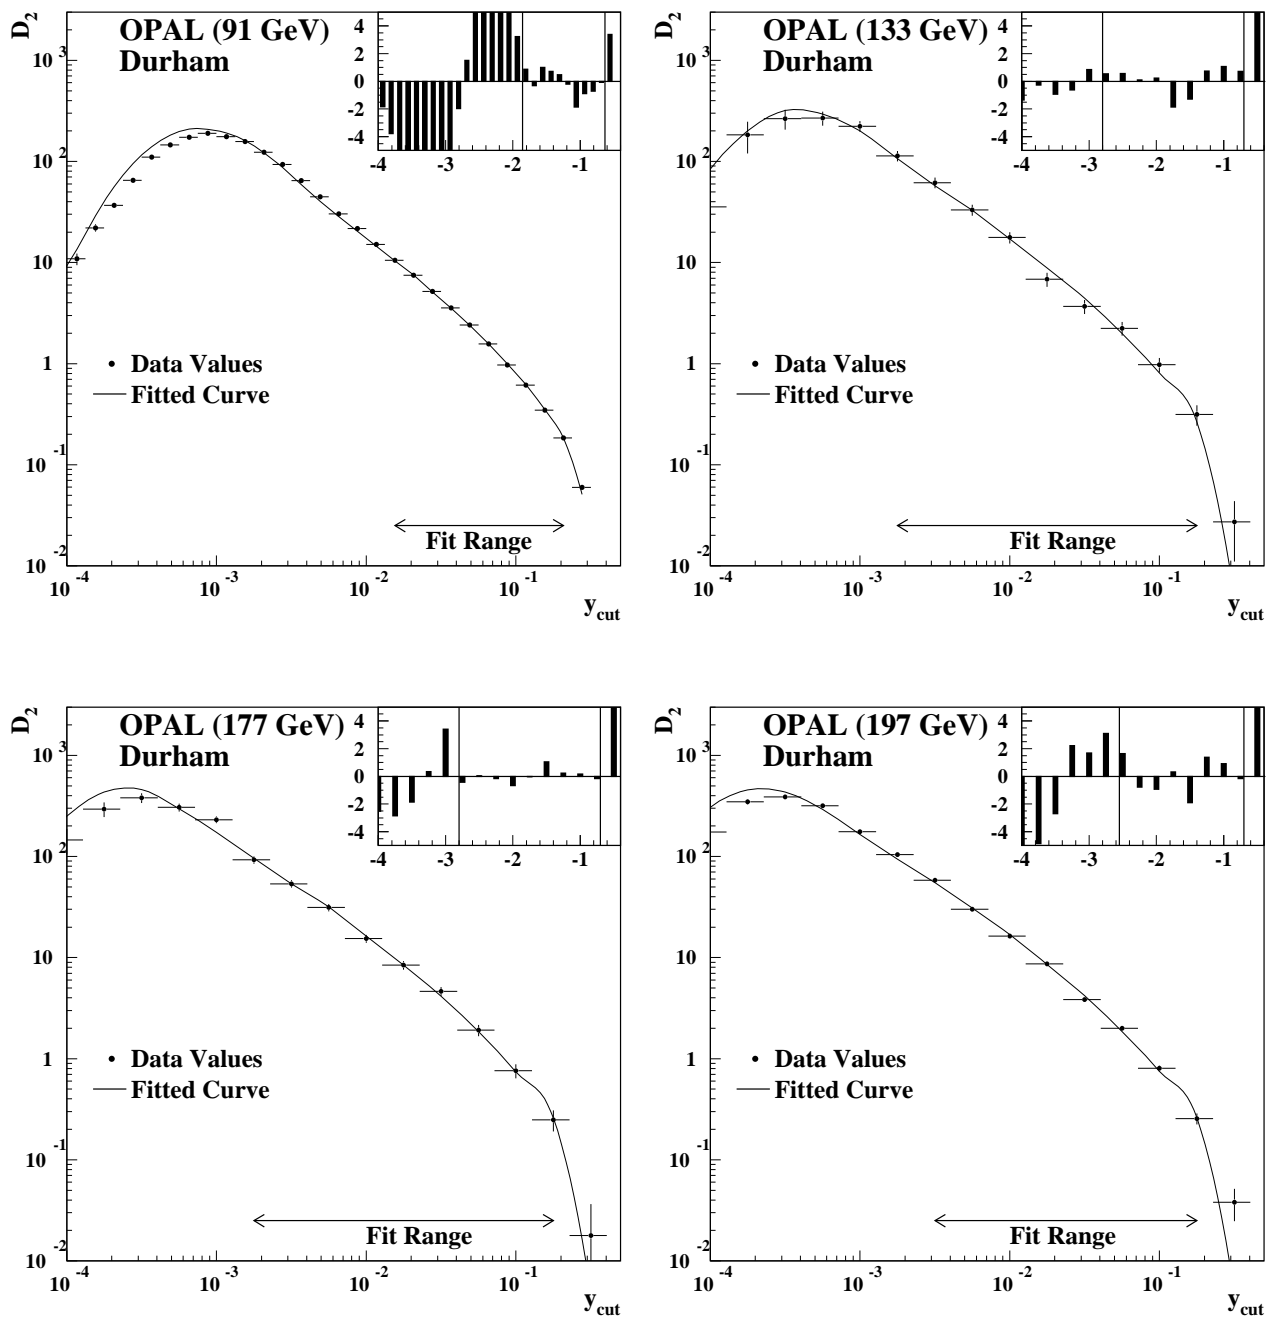 D2
OPAL (91 GeV)
Durham
4
2
0
-2
-4
-4 -3 -2 -1
10^3
10^2
10
1
10^-1
10^-2
Data Values
Fitted Curve
Fit Range
10^-4 10^-3 10^-2 10^-1
y_cut
D2
OPAL (133 GeV)
Durham
4
2
0
-2
-4
-4 -3 -2 -1
10^3
10^2
10
1
10^-1
10^-2
Data Values
Fitted Curve
Fit Range
10^-4 10^-3 10^-2 10^-1
y_cut
D2
OPAL (177 GeV)
Durham
4
2
0
-2
-4
-4 -3 -2 -1
10^3
10^2
10
1
10^-1
10^-2
Data Values
Fitted Curve
Fit Range
10^-4 10^-3 10^-2 10^-1
y_cut
D2
OPAL (197 GeV)
Durham
4
2
0
-2
-4
-4 -3 -2 -1
10^3
10^2
10
1
10^-1
10^-2
Data Values
Fitted Curve
Fit Range
10^-4 10^-3 10^-2 10^-1
y_cut